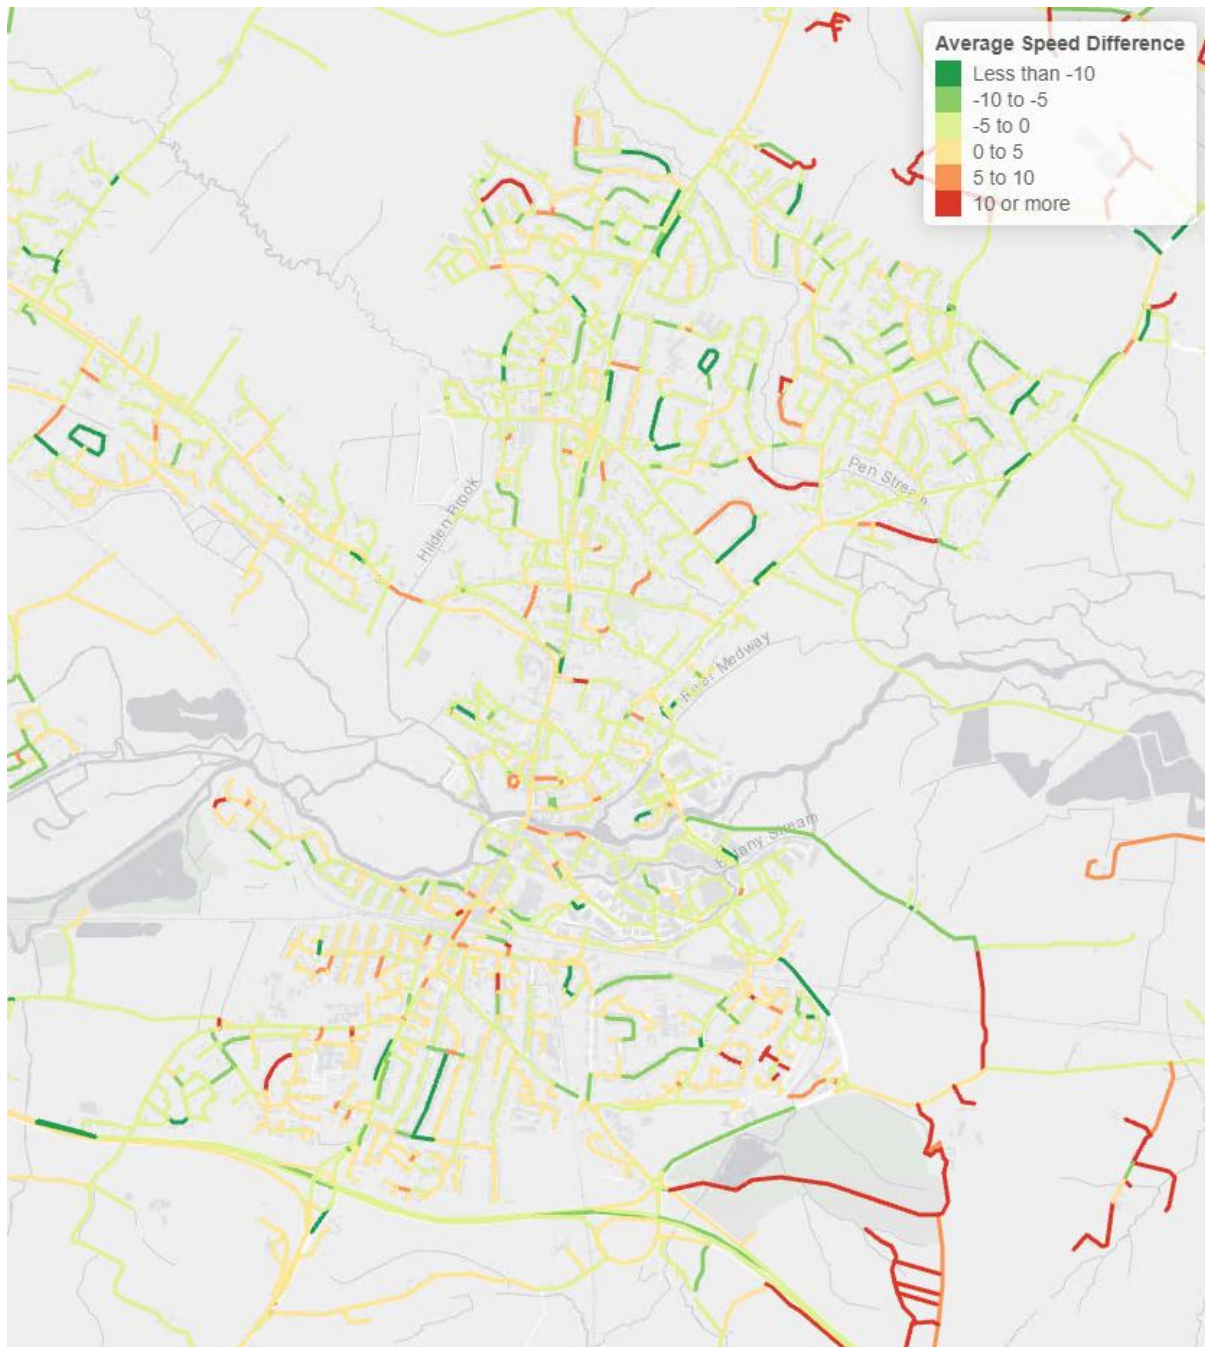 Average Speed Difference
Less than -10
-10 to -5
-5 to 0
0 to 5
5 to 10
10 or more
Pen Stream
Hilden Brook
River Medway
Stream